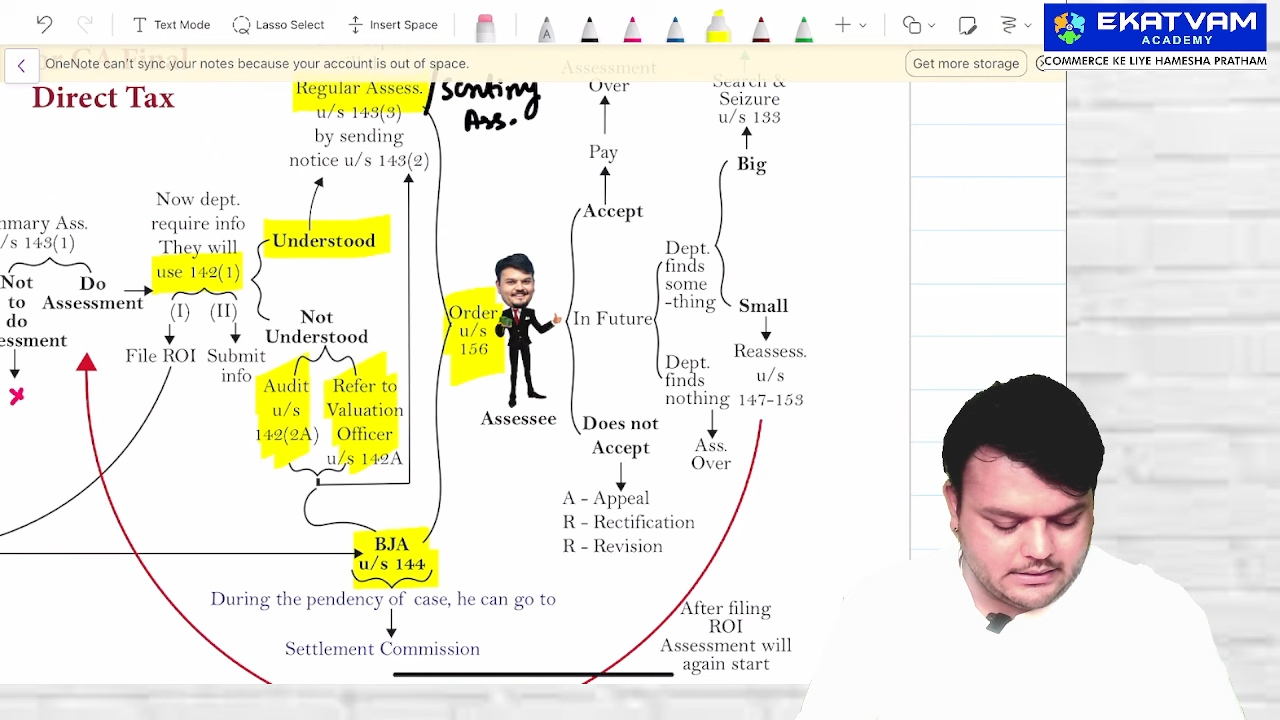 Text Mode
Lasso Select
Insert Space
EKATVAM
ACADEMY
COMMERCE KE LIYE HAMESHA PRATHAM
OneNote can't sync your notes because your account is out of space.
Get more storage
CA Final
Direct Tax
Regular Assess.
u/s 143(3)
by sending
notice u/s 143(2)
Ass.
Assessment
Over
Pay
Accept
Search &
Seizure
u/s 133
Big
Now dept.
require info
They will
use 142(1)
(I) (II)
File ROI
Submit
info
Ass.
143(1)
Not
to
do
Do
Assessment
Understood
Not
Understood
Audit
u/s
142(2A)
Refer to
Valuation
Officer
u/s 142A
Order
u/s
156
Assessee
In Future
Dept.
finds
some
-thing
Small
Reassess.
u/s
147-153
Dept.
finds
nothing
Ass.
Over
Does not
Accept
A - Appeal
R - Rectification
R - Revision
BJA
u/s 144
During the pendency of case, he can go to
Settlement Commission
After filing
ROI
Assessment will
again start